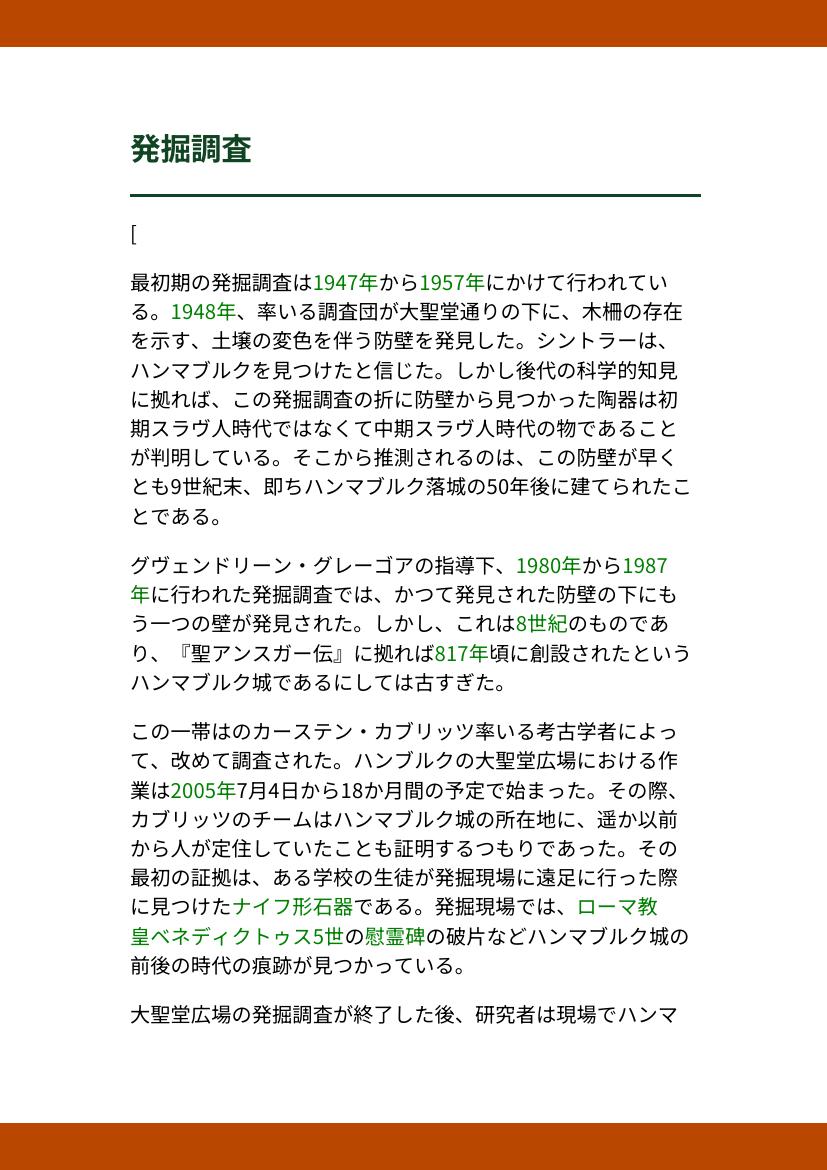 発掘調査
[
最初期の発掘調査は1947年から1957年にかけて行われてい
る。1948年、率いる調査団が大聖堂通りの下に、木柵の存在
を示す、土壌の変色を伴う防壁を発見した。シントラーは、
ハンマブルクを見つけたと信じた。しかし後代の科学的知見
に拠れば、この発掘調査の折に防壁から見つかった陶器は初
期スラヴ人時代ではなくて中期スラヴ人時代の物であること
が判明している。そこから推測されるのは、この防壁が早く
とも9世紀末、即ちハンマブルク落城の50年後に建てられたこ
とである。
グヴェンドリーン・グレーゴアの指導下、1980年から1987
年に行われた発掘調査では、かつて発見された防壁の下にも
う一つの壁が発見された。しかし、これは8世紀のものであ
り、『聖アンスガー伝』に拠れば817年頃に創設されたという
ハンマブルク城であるにしては古すぎた。
この一帯はのカーステン・カブリッツ率いる考古学者によっ
て、改めて調査された。ハンブルクの大聖堂広場における作
業は2005年7月4日から18か月間の予定で始まった。その際、
カブリッツのチームはハンマブルク城の所在地に、遥か以前
から人が定住していたことも証明するつもりであった。その
最初の証拠は、ある学校の生徒が発掘現場に遠足に行った際
に見つけたナイフ形石器である。発掘現場では、ローマ教
皇ベネディクトゥス5世の慰霊碑の破片などハンマブルク城の
前後の時代の痕跡が見つかっている。
大聖堂広場の発掘調査が終了した後、研究者は現場でハンマ